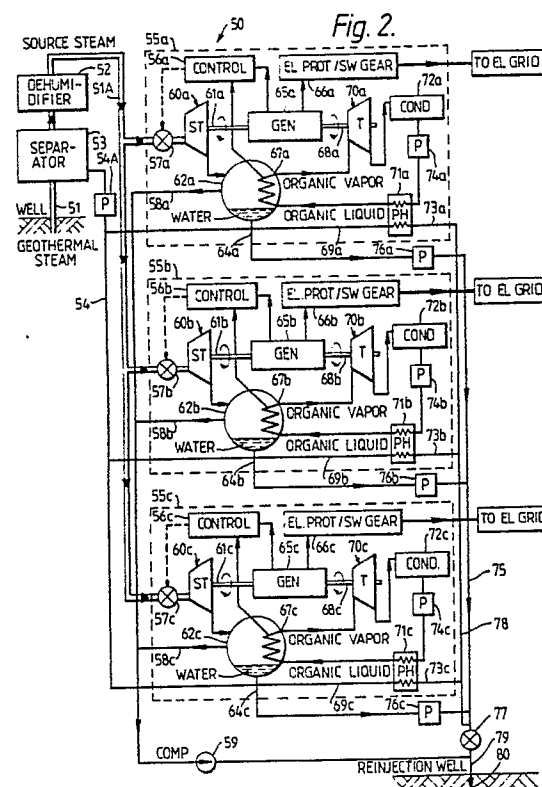 Fig. 2.
50
SOURCE STEAM
51A
DEHUMI-
DIFIER
52
SEPAR-
ATOR
53
54A
P
WELL
51
GEOTHERMAL
STEAM
54
55a
56a
CONTROL
EL PROT/SW GEAR
TO EL GRID
60a
61a
65a
66a
70a
72a
ST
GEN
T
COND
57a
67a
68a
P
74a
62a
58a
ORGANIC VAPOR
71a
WATER
ORGANIC LIQUID
PH
73a
64a
69a
76a
P
55b
56b
CONTROL
EL.PROT/SW GEAR
TO EL GRID
60b
61b
65b
66b
70b
72b
ST
GEN
T
COND
57b
67b
68b
P
74b
62b
58b
ORGANIC VAPOR
71b
WATER
ORGANIC LIQUID
PH
73b
64b
69b
76b
P
55c
56c
CONTROL
EL.PROT/SW GEAR
TO EL GRID
60c
61c
65c
66c
70c
72c
ST
GEN
T
COND.
57c
67c
68c
P
74c
75
62c
58c
ORGANIC VAPOR
71c
78
WATER
ORGANIC LIQUID
PH
73c
64c
69c
76c
P
77
COMP
59
79
REINJECTION WELL
80